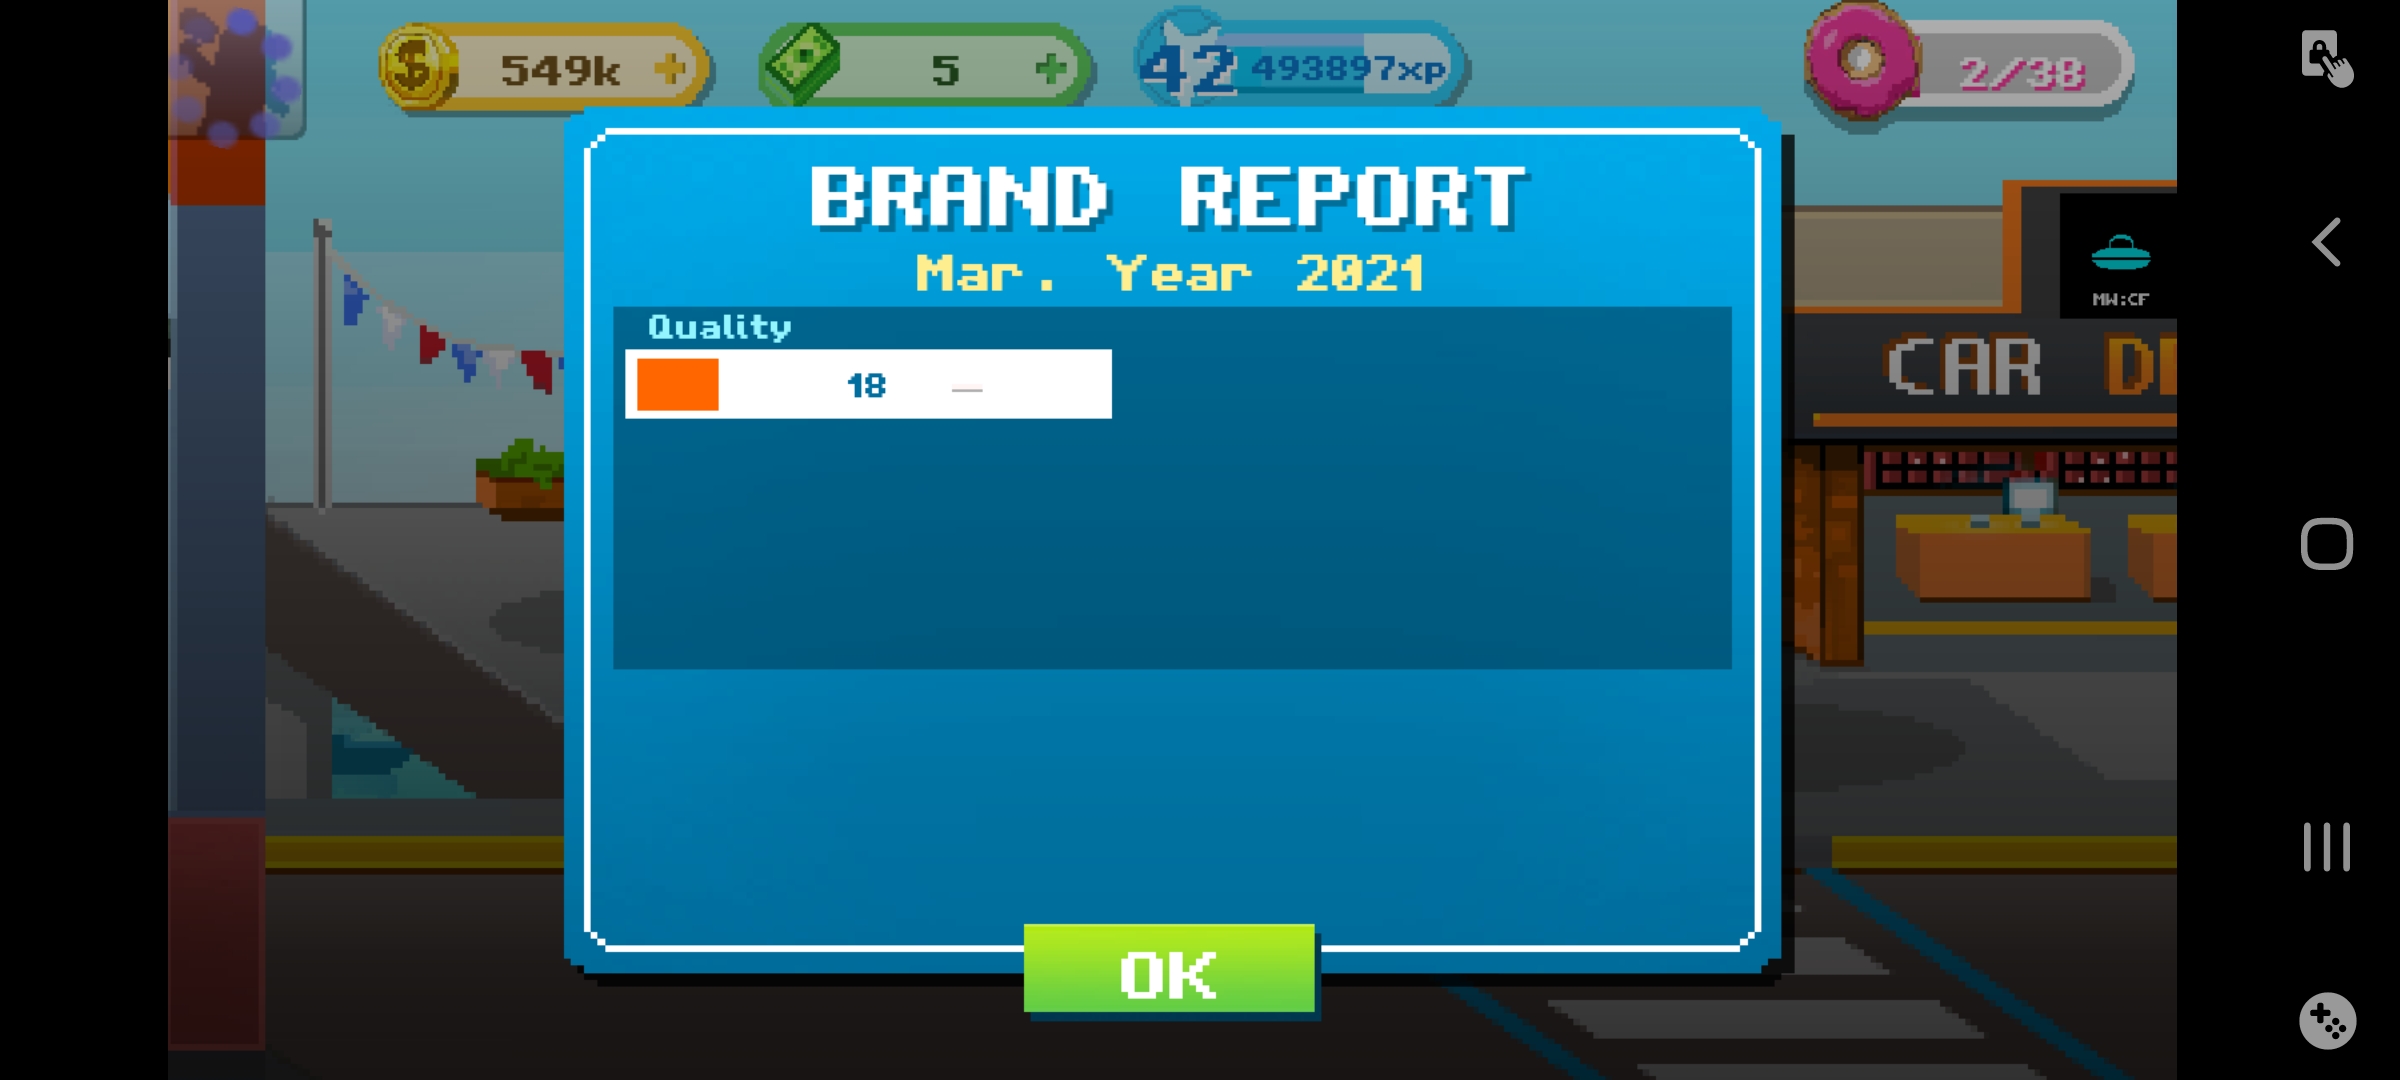 549k
5
42 493897xp
2/38
BRAND REPORT
Mar. Year 2021
Quality
18
MW:CF
CAR
OK